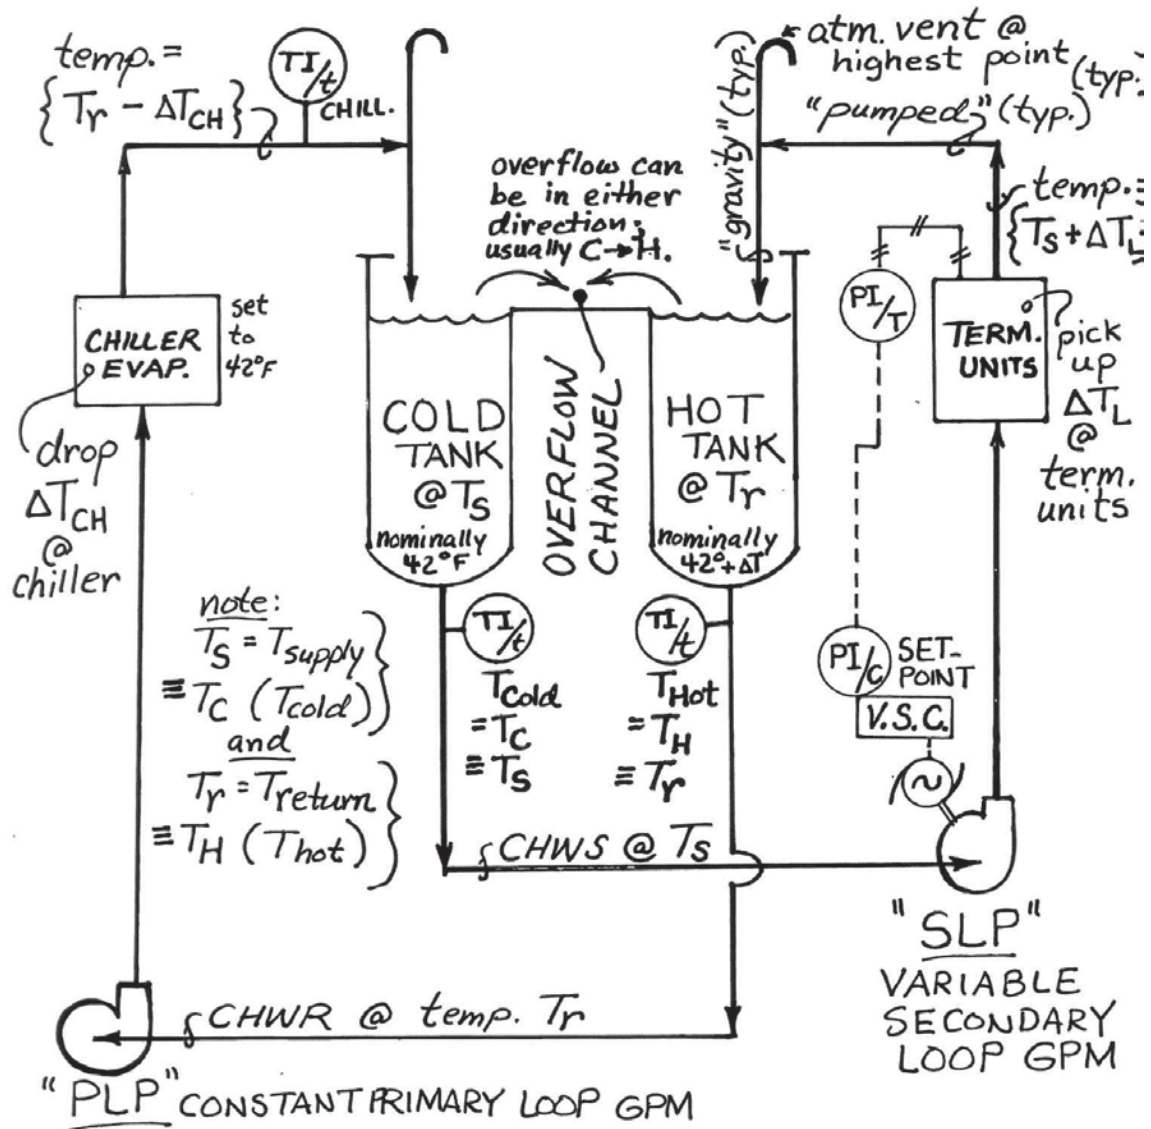 temp. =
{Tr - ΔTCH}
TI/t
CHILL.
"gravity" (typ.)
atm. vent @
highest point (typ.)
"pumped" (typ.)
overflow can
be in either
direction;
usually C→H.
temp. =
{Ts + ΔTL}
PI/T
CHILLER
EVAP.
set
to
42°F
TERM.
UNITS
pick
up
ΔTL
@
term.
units
drop
ΔTCH
@
chiller
COLD
TANK
@ TS
nominally
42°F
OVERFLOW
CHANNEL
HOT
TANK
@ Tr
nominally
42°+ΔT
note:
TS = Tsupply
≡ TC (Tcold)
and
Tr = Treturn
≡ TH (Thot)
TI/t
TCold
= TC
≡ TS
TI/t
THot
= TH
≡ Tr
PI/C
SET-
POINT
V.S.C.
~
CHWS @ Ts
"SLP"
VARIABLE
SECONDARY
LOOP GPM
CHWR @ temp. Tr
"PLP" CONSTANT PRIMARY LOOP GPM